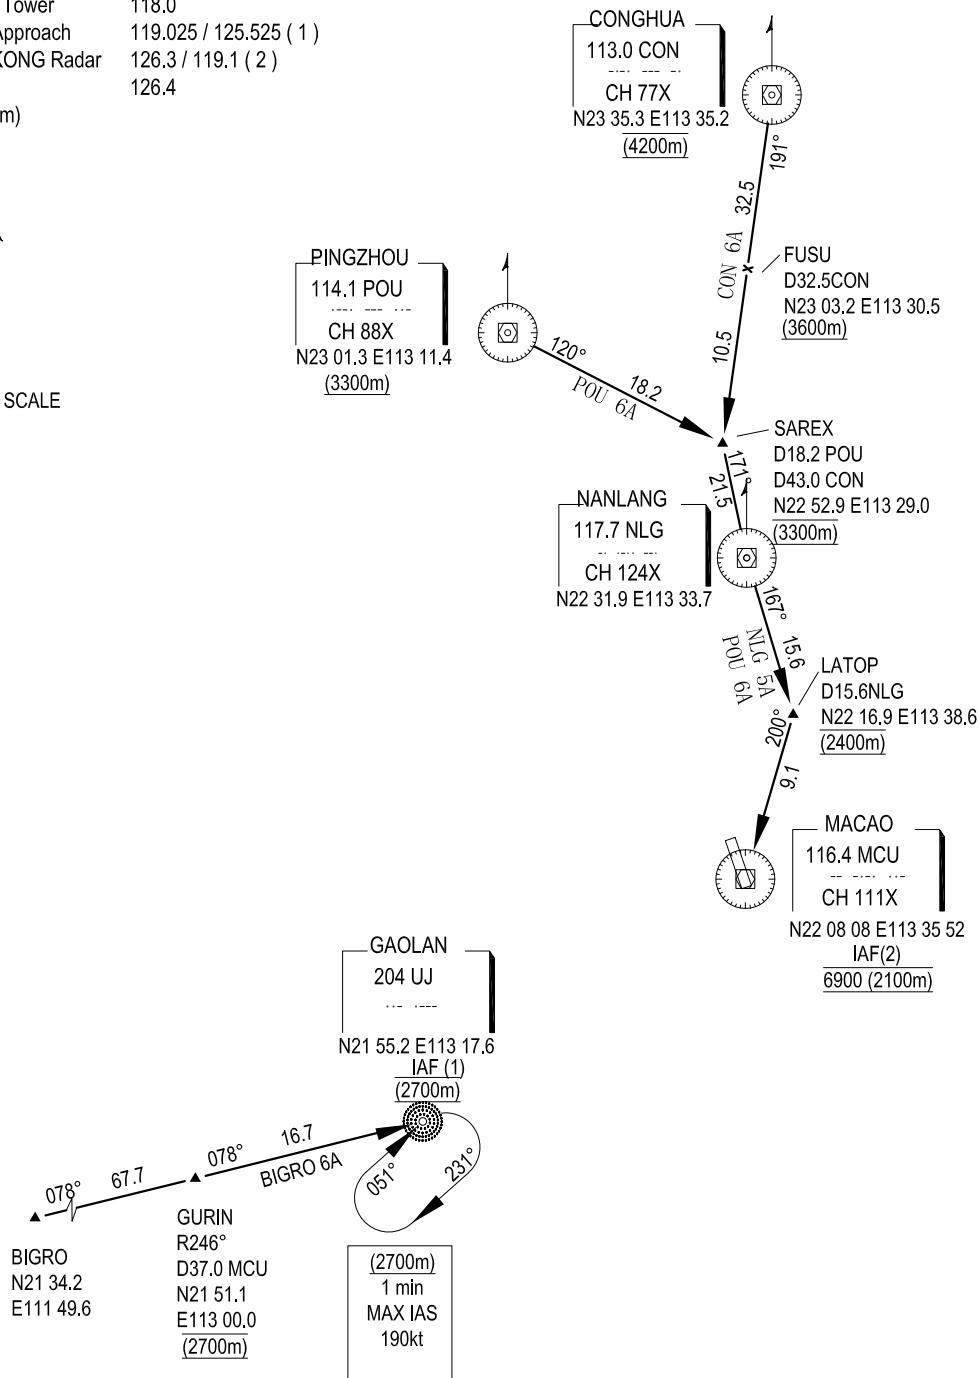 Tower 118.0
Approach 119.025 / 125.525 ( 1 )
KONG Radar 126.3 / 119.1 ( 2 )
126.4
m)
CONGHUA
113.0 CON
CH 77X
N23 35.3 E113 35.2
(4200m)
191°
32.5
CON 6A
10.5
FUSU
D32.5CON
N23 03.2 E113 30.5
(3600m)
PINGZHOU
114.1 POU
CH 88X
N23 01.3 E113 11.4
(3300m)
120°
18.2
POU 6A
SCALE
SAREX
D18.2 POU
D43.0 CON
N22 52.9 E113 29.0
(3300m)
171°
21.5
NANLANG
117.7 NLG
CH 124X
N22 31.9 E113 33.7
167°
15.6
NLG 5A
POU 6A
LATOP
D15.6NLG
N22 16.9 E113 38.6
(2400m)
200°
9.1
MACAO
116.4 MCU
CH 111X
N22 08 08 E113 35 52
IAF(2)
6900 (2100m)
GAOLAN
204 UJ
N21 55.2 E113 17.6
IAF (1)
(2700m)
078°
67.7
078°
16.7
BIGRO 6A
051°
231°
BIGRO
N21 34.2
E111 49.6
GURIN
R246°
D37.0 MCU
N21 51.1
E113 00.0
(2700m)
(2700m)
1 min
MAX IAS
190kt